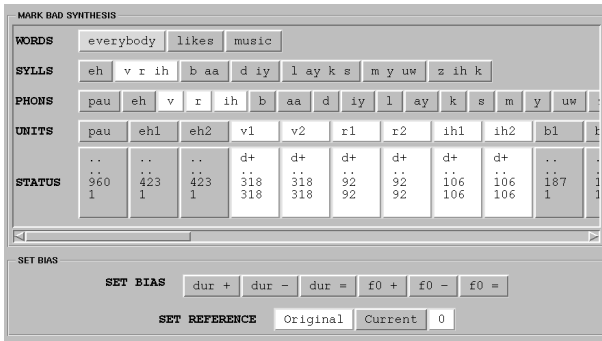 MARK BAD SYNTHESIS
WORDS everybody likes music
SYLLS eh v r ih b aa d iy l ay k s m y uw z ih k
PHONS pau eh v r ih b aa d iy l ay k s m y uw
UNITS pau eh1 eh2 v1 v2 r1 r2 ih1 ih2 b1
.. .. .. d+ d+ d+ d+ d+ d+ ..
.. .. .. .. .. .. .. .. .. ..
STATUS 960 423 423 318 318 92 92 106 106 187
1 1 1 318 318 92 92 106 106 1
SET BIAS
SET BIAS dur + dur - dur = f0 + f0 - f0 =
SET REFERENCE Original Current 0